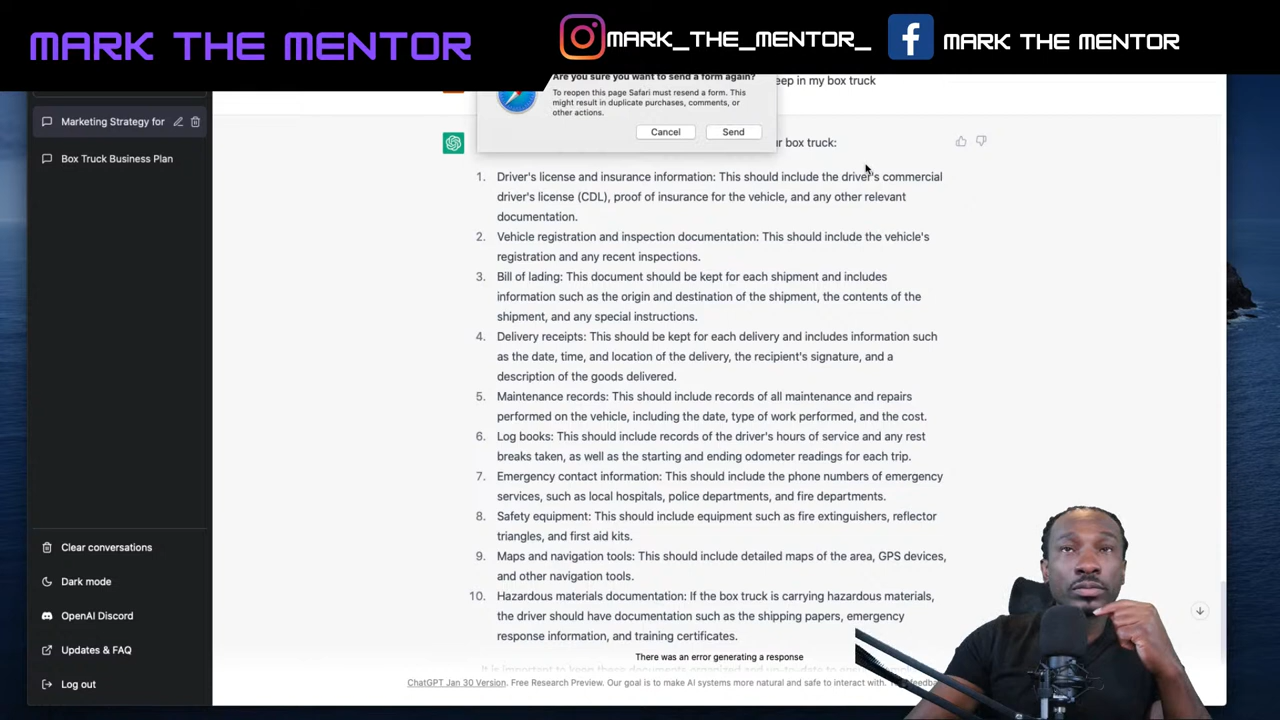 MARK THE MENTOR
MARK_THE_MENTOR_
MARK THE MENTOR
Are you sure you want to send a form again?
eep in my box truck
To reopen this page Safari must resend a form. This
might result in duplicate purchases, comments, or
other actions.
Cancel
Send
Marketing Strategy for
Box Truck Business Plan
r box truck:
1. Driver's license and insurance information: This should include the driver's commercial
driver's license (CDL), proof of insurance for the vehicle, and any other relevant
documentation.
2. Vehicle registration and inspection documentation: This should include the vehicle's
registration and any recent inspections.
3. Bill of lading: This document should be kept for each shipment and includes
information such as the origin and destination of the shipment, the contents of the
shipment, and any special instructions.
4. Delivery receipts: This should be kept for each delivery and includes information such
as the date, time, and location of the delivery, the recipient's signature, and a
description of the goods delivered.
5. Maintenance records: This should include records of all maintenance and repairs
performed on the vehicle, including the date, type of work performed, and the cost.
6. Log books: This should include records of the driver's hours of service and any rest
breaks taken, as well as the starting and ending odometer readings for each trip.
7. Emergency contact information: This should include the phone numbers of emergency
services, such as local hospitals, police departments, and fire departments.
8. Safety equipment: This should include equipment such as fire extinguishers, reflector
triangles, and first aid kits.
9. Maps and navigation tools: This should include detailed maps of the area, GPS devices,
and other navigation tools.
10. Hazardous materials documentation: If the box truck is carrying hazardous materials,
the driver should have documentation such as the shipping papers, emergency
response information, and training certificates.
There was an error generating a response
It is important to keep these documents organized and up-to-date to
ChatGPT Jan 30 Version. Free Research Preview. Our goal is to make AI systems more natural and safe to interact with.
Clear conversations
Dark mode
OpenAI Discord
Updates & FAQ
Log out